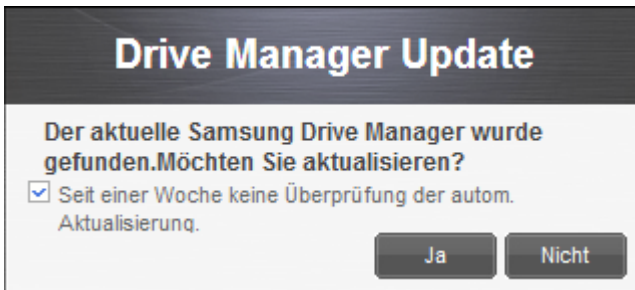 Drive Manager Update
Der aktuelle Samsung Drive Manager wurde
gefunden.Möchten Sie aktualisieren?
Seit einer Woche keine Überprüfung der autom.
Aktualisierung.
Ja Nicht